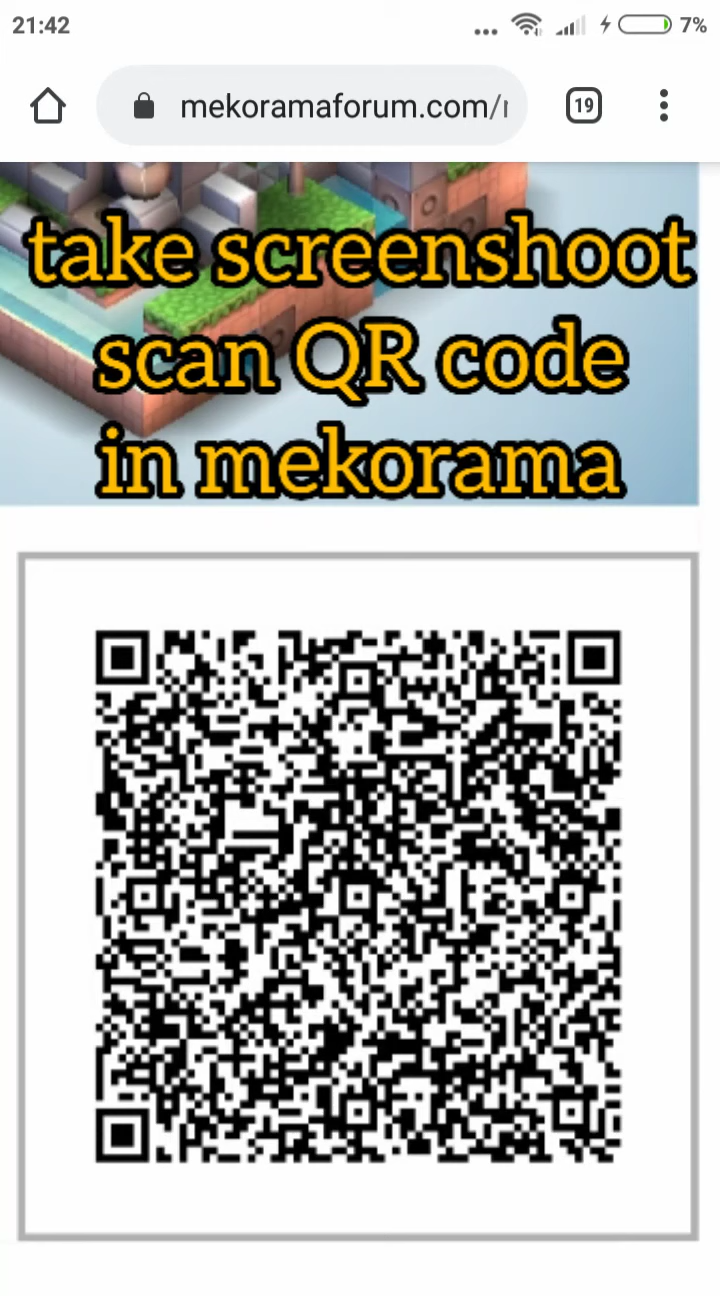 21:42
7%
mekoramaforum.com/
19
take screenshoot
scan QR code
in mekorama